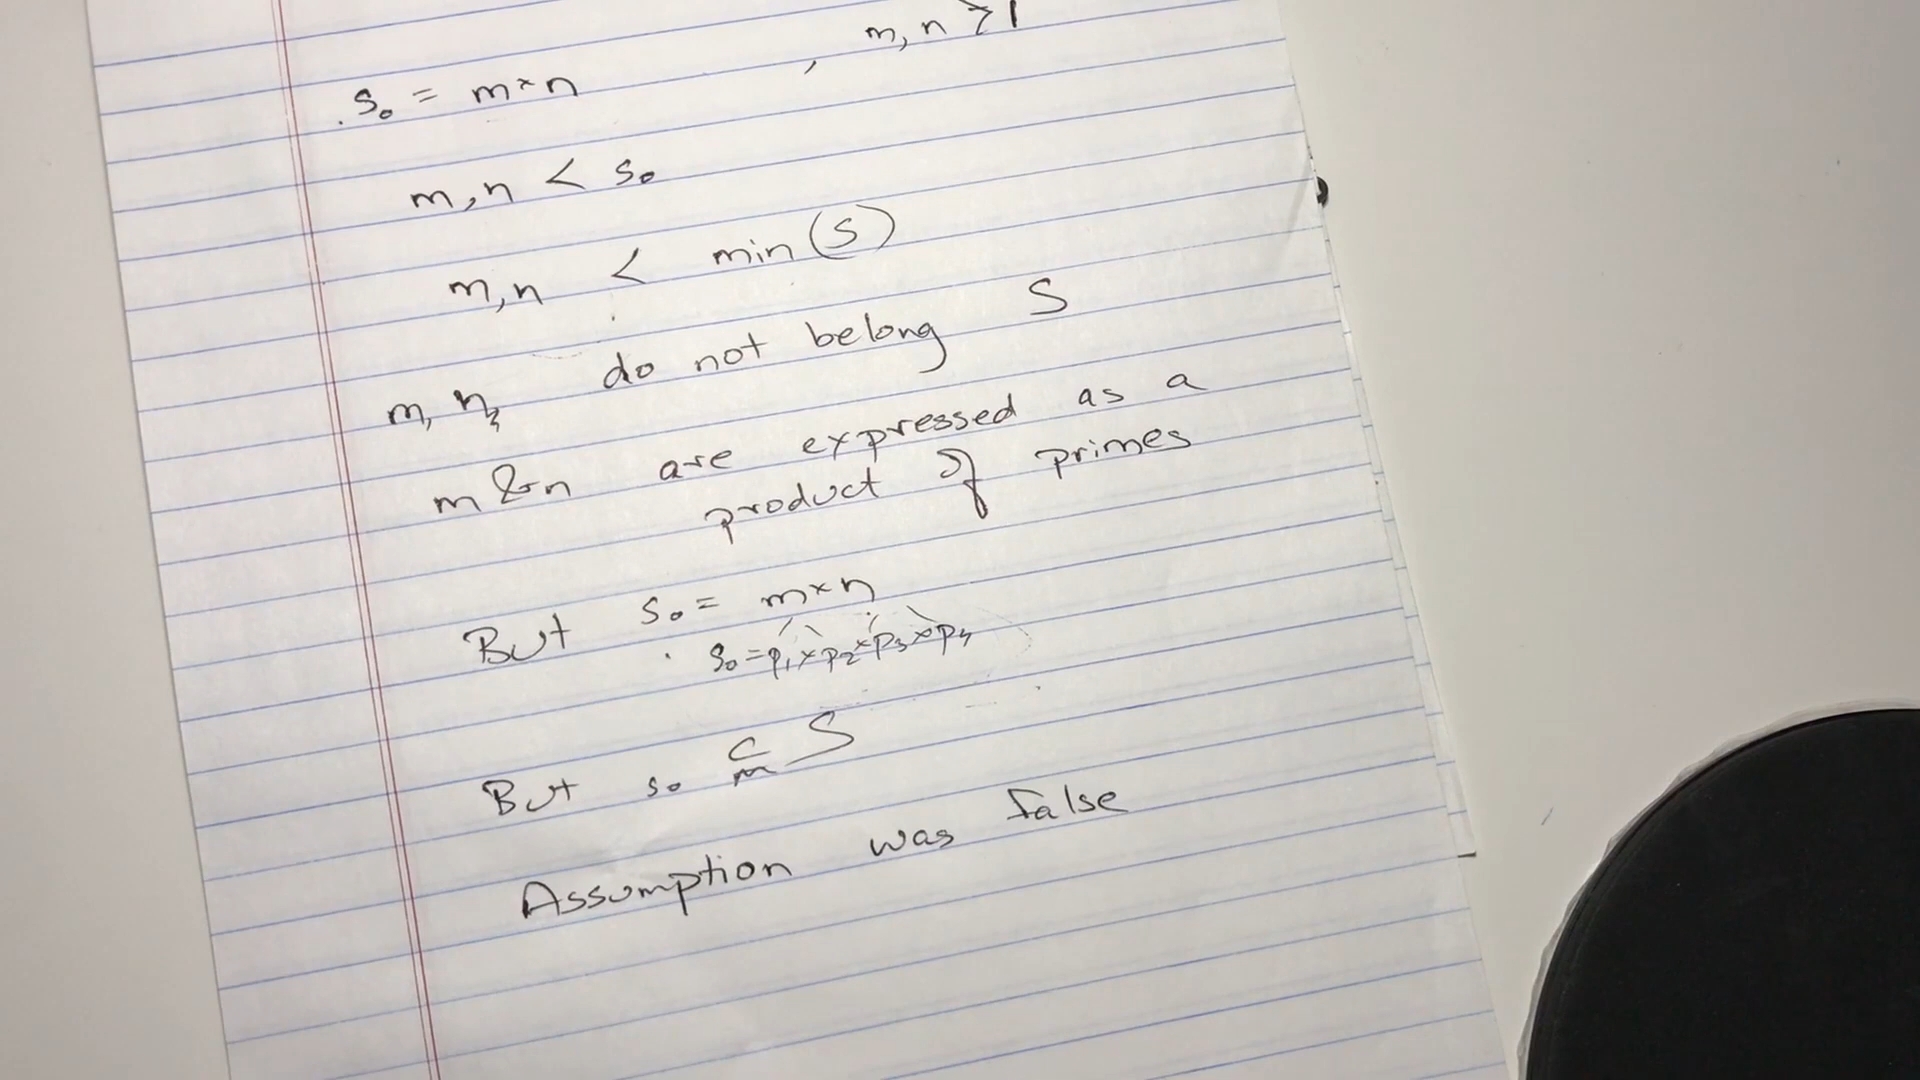 m, n > 1
s₀ = m × n
m, n < s₀
m, n < min (S)
m, n do not belong S
m & n are expressed as a
product of primes
But s₀ = m × n
s₀ = p₁ × p₂ × p₃ × p₄
But s₀ S
Assumption was false